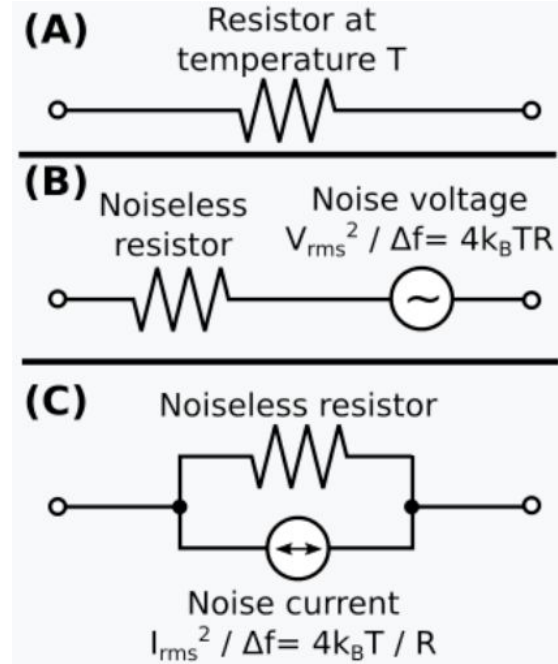 (A)
Resistor at
temperature T
(B)
Noiseless
resistor
Noise voltage
Vrms² / Δf= 4kBTR
~
(C)
Noiseless resistor
Noise current
Irms² / Δf= 4kBT / R